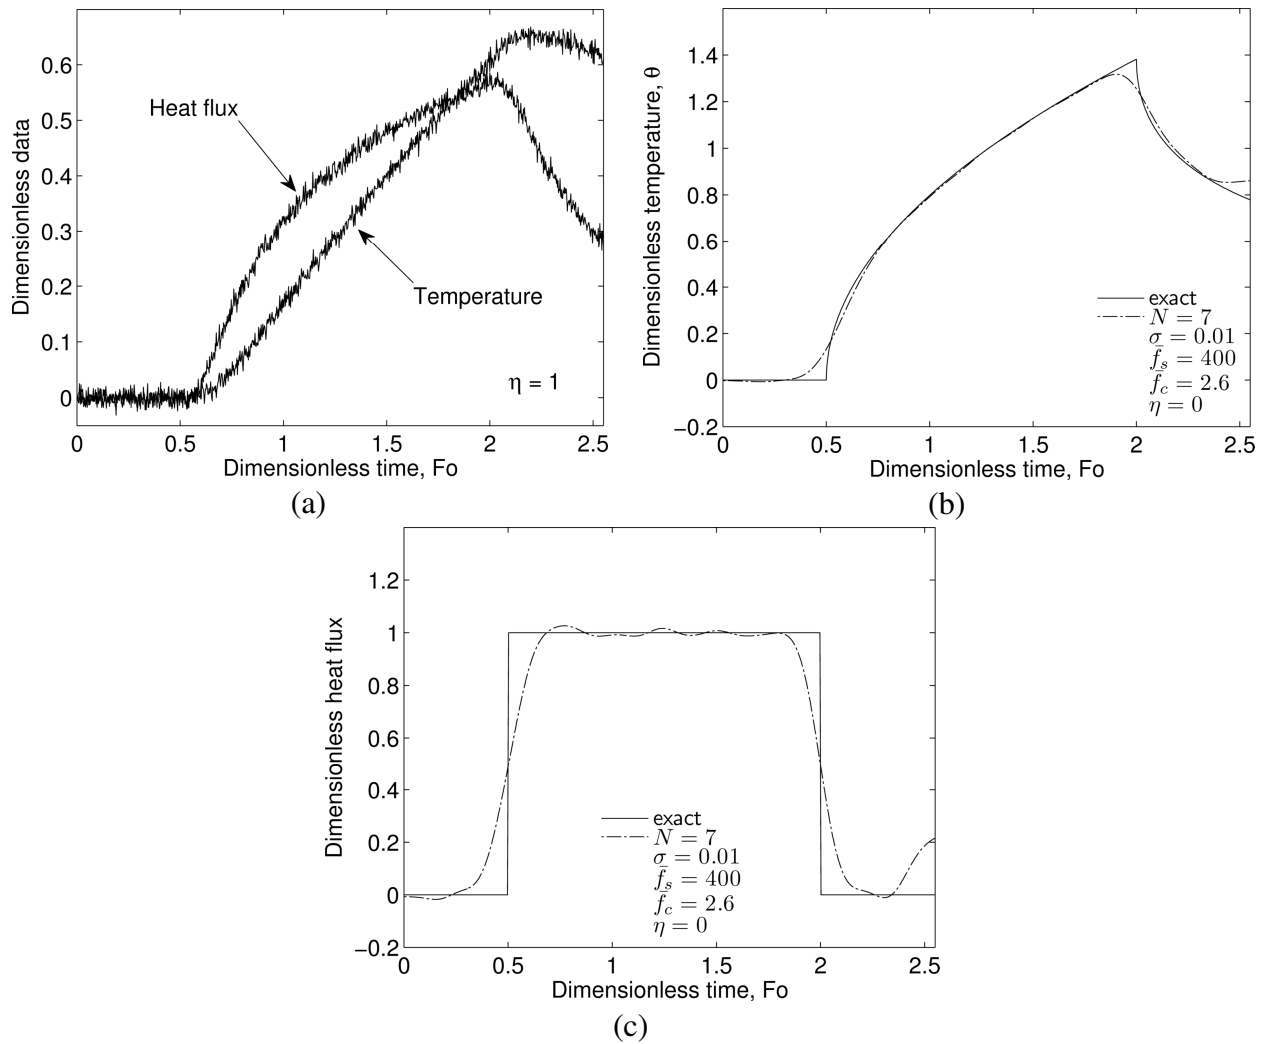 0.6
0.5
0.4
0.3
0.2
0.1
0
Dimensionless data
Heat flux
Temperature
η = 1
0 0.5 1 1.5 2 2.5
Dimensionless time, Fo
(a)
1.4
1.2
1
0.8
0.6
0.4
0.2
0
−0.2
Dimensionless temperature, θ
exact
N = 7
σ = 0.01
f̄s = 400
f̄c = 2.6
η = 0
0 0.5 1 1.5 2 2.5
Dimensionless time, Fo
(b)
1.2
1
0.8
0.6
0.4
0.2
0
−0.2
Dimensionless heat flux
exact
N = 7
σ = 0.01
f̄s = 400
f̄c = 2.6
η = 0
0 0.5 1 1.5 2 2.5
Dimensionless time, Fo
(c)